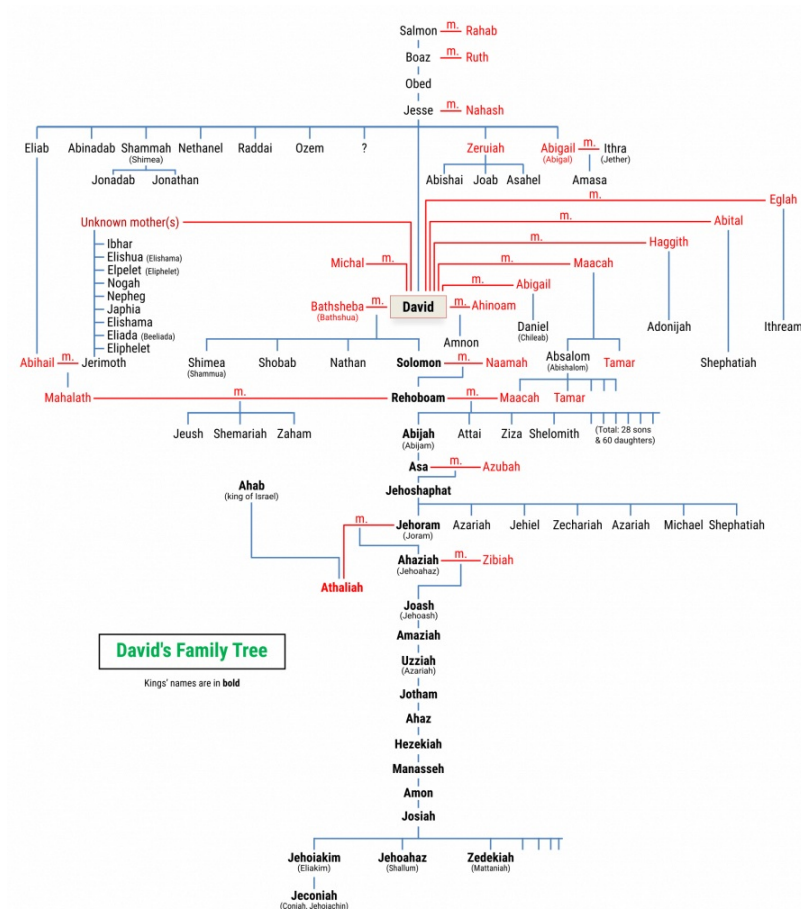 Salmon m. Rahab
Boaz m. Ruth
Obed
Jesse m. Nahash
Eliab Abinadab Shammah Nethanel Raddai Ozem ? Zeruiah Abigail m. Ithra
(Shimea) (Abigal) (Jether)
Jonadab Jonathan Abishai Joab Asahel Amasa
m. Eglah
Unknown mother(s) m. Abital
Ibhar m. Haggith
Elishua (Elishama)
Michal m. m. Maacah
Elpelet (Eliphelet)
Nogah m. Abigail
Nepheg
Bathsheba m. David m. Ahinoam
(Bathshua)
Japhia
Elishama Daniel Adonijah Ithream
(Chileab)
Eliada (Beeliada) Amnon
Eliphelet
Abihail m. Jerimoth Shimea Shobab Nathan Solomon m. Naamah Absalom Tamar Shephatiah
(Shammua) (Abishalom)
Mahalath m. Rehoboam m. Maacah Tamar
Jeush Shemariah Zaham Abijah Attai Ziza Shelomith (Total: 28 sons
(Abijam) & 60 daughters)
Asa m. Azubah
Ahab
(king of Israel)
Jehoshaphat
m. Jehoram Azariah Jehiel Zechariah Azariah Michael Shephatiah
(Joram)
Ahaziah m. Zibiah
(Jehoahaz)
Athaliah
Joash
(Jehoash)
Amaziah
David's Family Tree
Kings' names are in bold
Uzziah
(Azariah)
Jotham
Ahaz
Hezekiah
Manasseh
Amon
Josiah
Jehoiakim Jehoahaz Zedekiah
(Eliakim) (Shallum) (Mattaniah)
Jeconiah
(Coniah, Jehoiachin)